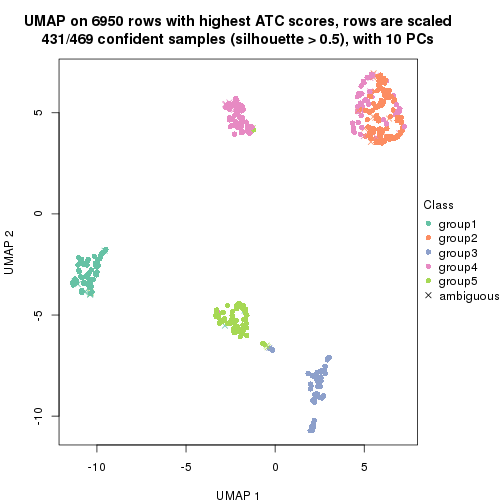 UMAP on 6950 rows with highest ATC scores, rows are scaled
431/469 confident samples (silhouette > 0.5), with 10 PCs
5
0
-5
-10
UMAP 2
-10
-5
0
5
UMAP 1
Class
group1
group2
group3
group4
group5
ambiguous